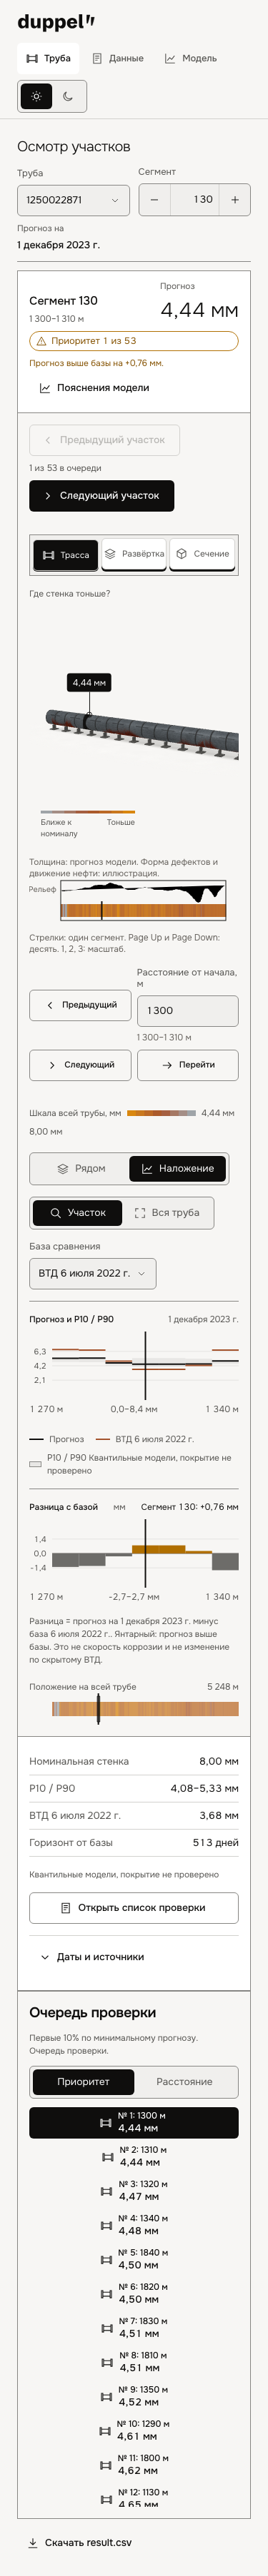 duppel
Труба
Данные
Модель
Осмотр участков
Труба
Сегмент
1250022871
130
Прогноз на
1 декабря 2023 г.
Прогноз
Сегмент 130
4,44 мм
1 300–1 310 м
Приоритет 1 из 53
Прогноз выше базы на +0,76 мм.
Пояснения модели
Предыдущий участок
1 из 53 в очереди
Следующий участок
Трасса
Развёртка
Сечение
Где стенка тоньше?
4,44 мм
Ближе к номиналу
Тоньше
Толщина: прогноз модели. Форма дефектов и
движение нефти: иллюстрация.
Рельеф
Стрелки: один сегмент. Page Up и Page Down:
десять. 1, 2, 3: масштаб.
Расстояние от начала,
м
Предыдущий
1300
1 300–1 310 м
Следующий
Перейти
Шкала всей трубы, мм
4,44 мм
8,00 мм
Рядом
Наложение
Участок
Вся труба
База сравнения
ВТД 6 июля 2022 г.
Прогноз и P10 / P90
1 декабря 2023 г.
6,3
4,2
2,1
1 270 м
0,0–8,4 мм
1 340 м
Прогноз
ВТД 6 июля 2022 г.
P10 / P90 Квантильные модели, покрытие не
проверено
Разница с базой
мм
Сегмент 130: +0,76 мм
1,4
0,0
-1,4
1 270 м
-2,7–2,7 мм
1 340 м
Разница = прогноз на 1 декабря 2023 г. минус
база 6 июля 2022 г.. Янтарный: прогноз выше
базы. Это не скорость коррозии и не изменение
по скрытому ВТД.
Положение на всей трубе
5 248 м
Номинальная стенка
8,00 мм
P10 / P90
4,08–5,33 мм
ВТД 6 июля 2022 г.
3,68 мм
Горизонт от базы
513 дней
Квантильные модели, покрытие не проверено
Открыть список проверки
Даты и источники
Очередь проверки
Первые 10% по минимальному прогнозу.
Очередь проверки.
Приоритет
Расстояние
№ 1: 1300 м
4,44 мм
№ 2: 1310 м
4,44 мм
№ 3: 1320 м
4,47 мм
№ 4: 1340 м
4,48 мм
№ 5: 1840 м
4,50 мм
№ 6: 1820 м
4,50 мм
№ 7: 1830 м
4,51 мм
№ 8: 1810 м
4,51 мм
№ 9: 1350 м
4,52 мм
№ 10: 1290 м
4,61 мм
№ 11: 1800 м
4,62 мм
№ 12: 1130 м
4,65 мм
Скачать result.csv